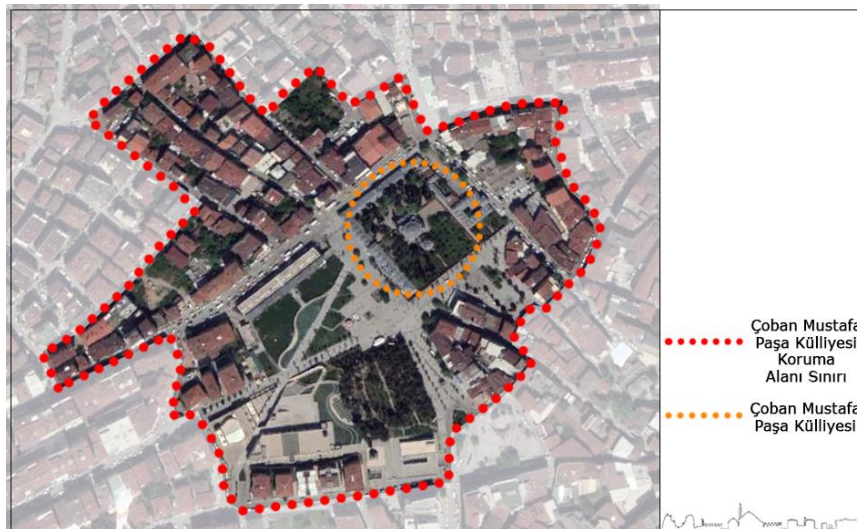 Çoban Mustafa
Paşa Külliyesi
Koruma
Alanı Sınırı
Çoban Mustafa
Paşa Külliyesi